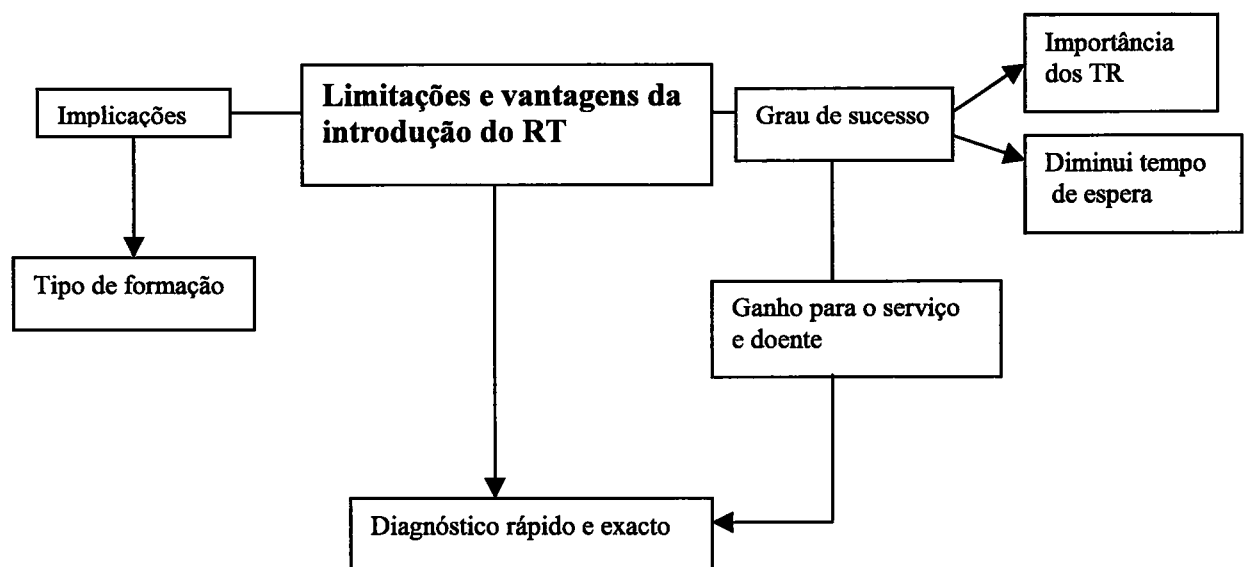 Importância
dos TR
Limitações e vantagens da
introdução do RT
Implicações
Grau de sucesso
Diminui tempo
de espera
Tipo de formação
Ganho para o serviço
e doente
Diagnóstico rápido e exacto